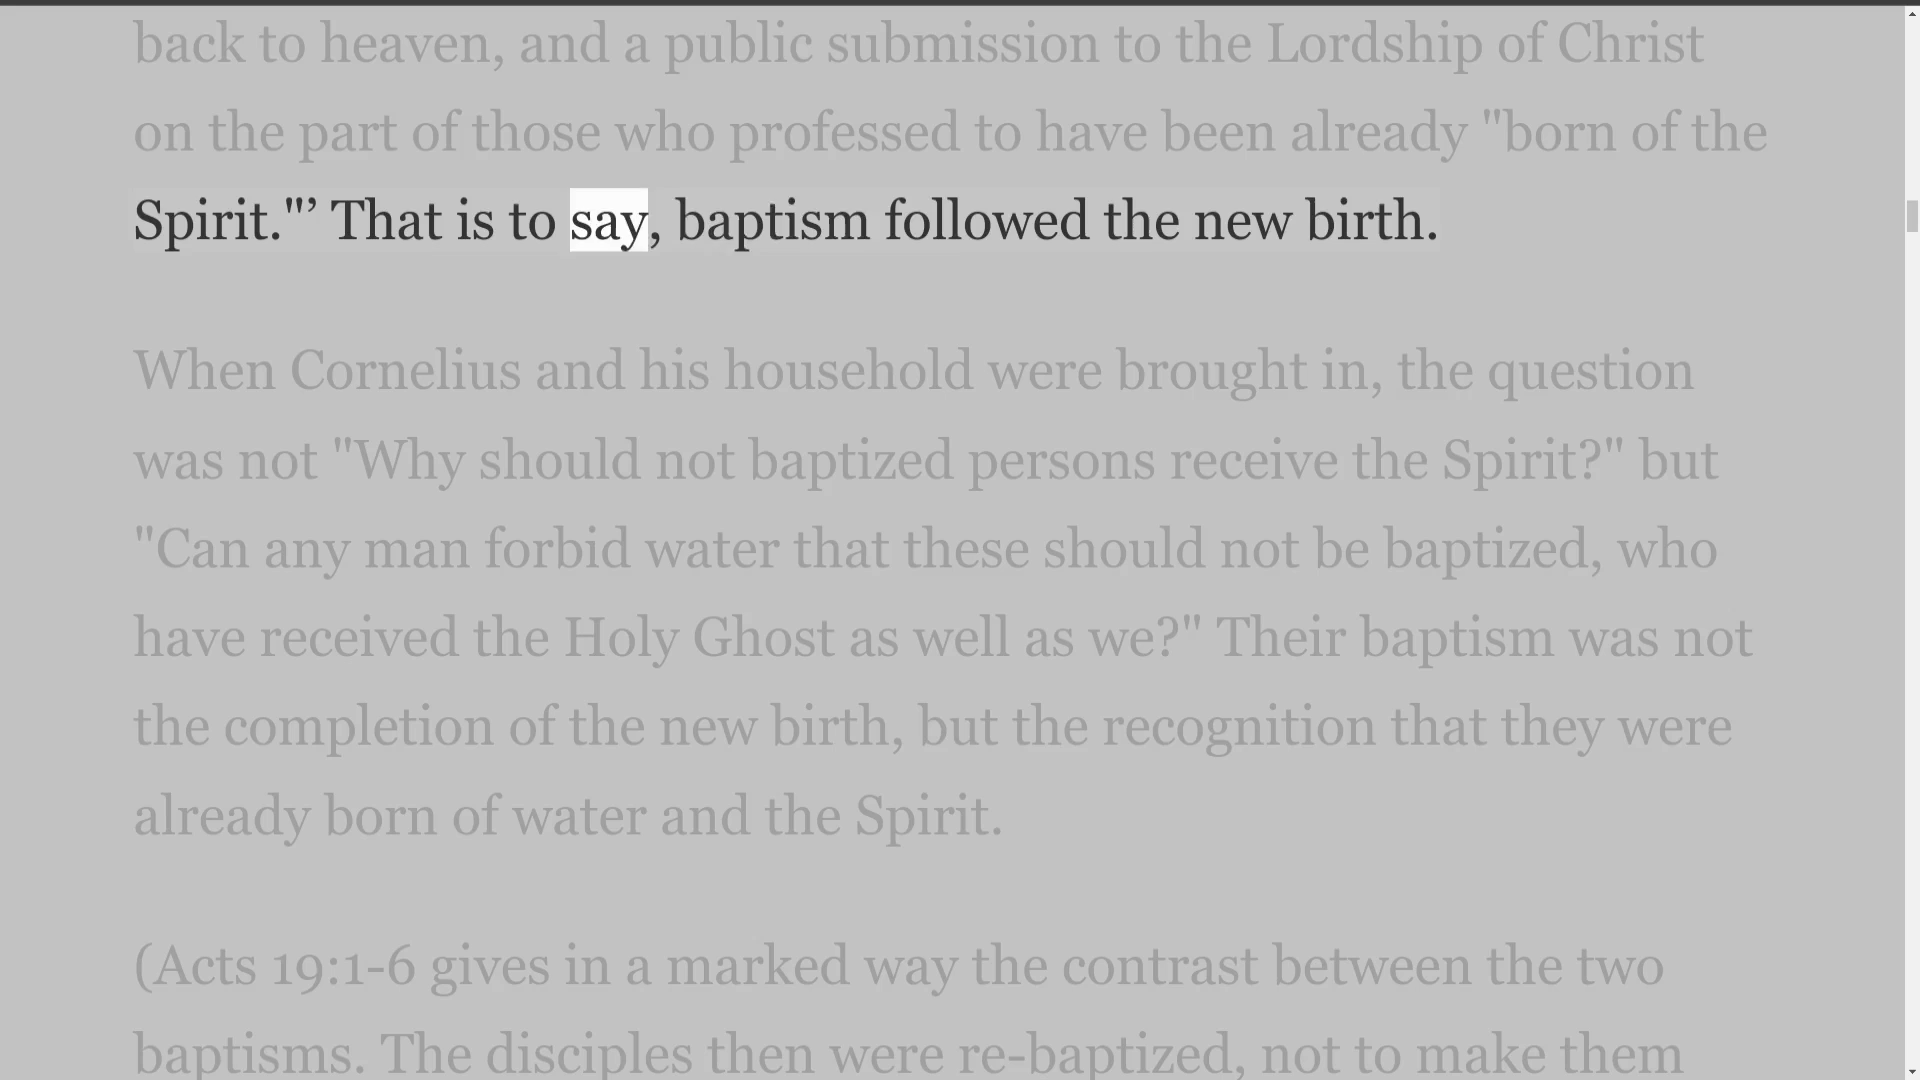 back to heaven, and a public submission to the Lordship of Christ
on the part of those who professed to have been already "born of the
Spirit."’ That is to say, baptism followed the new birth.
When Cornelius and his household were brought in, the question
was not "Why should not baptized persons receive the Spirit?" but
"Can any man forbid water that these should not be baptized, who
have received the Holy Ghost as well as we?" Their baptism was not
the completion of the new birth, but the recognition that they were
already born of water and the Spirit.
(Acts 19:1-6 gives in a marked way the contrast between the two
baptisms. The disciples then were re-baptized, not to make them